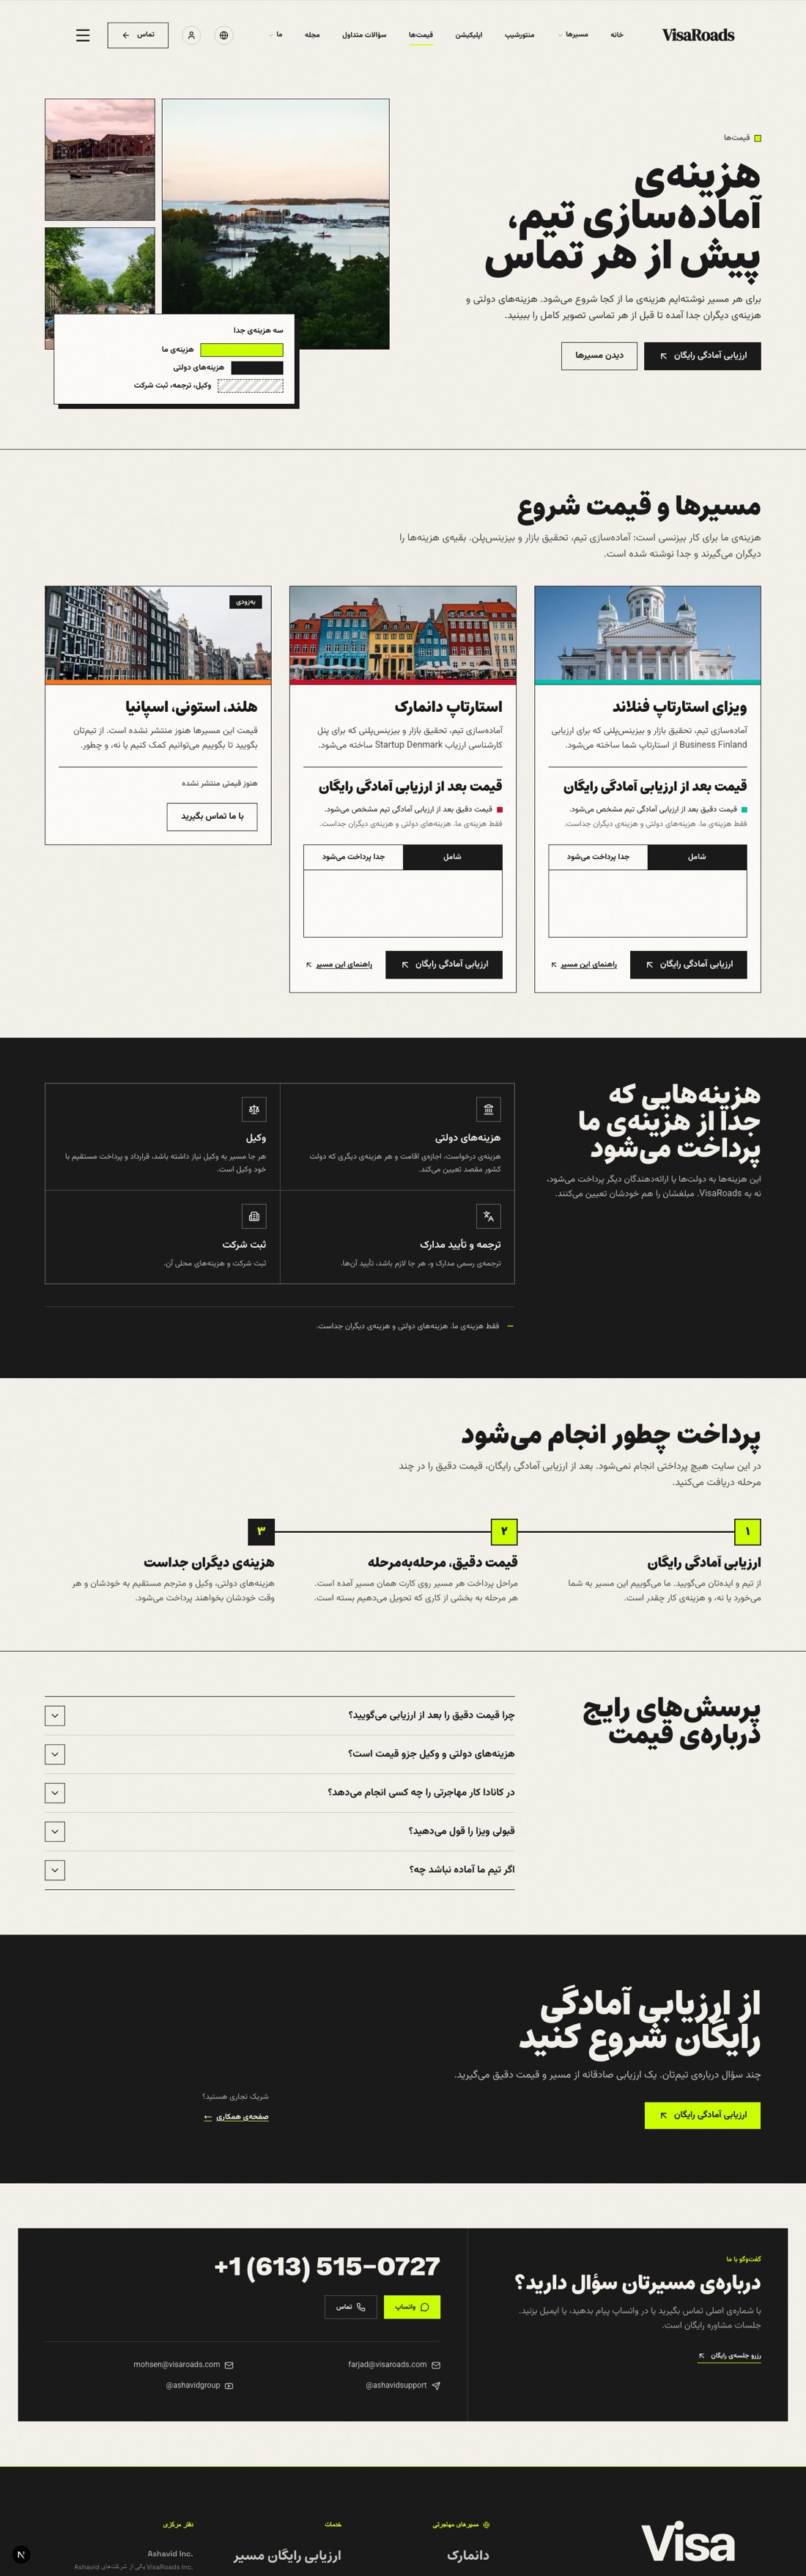 VisaRoads
خانه
مسیرها
منتورشیپ
اپلیکیشن
قیمت‌ها
سؤالات متداول
مجله
ما
تماس
قیمت‌ها
هزینه‌ی
آماده‌سازی تیم،
پیش از هر تماس
برای هر مسیر نوشته‌ایم هزینه‌ی ما از کجا شروع می‌شود. هزینه‌های دولتی و
هزینه‌ی دیگران جدا آمده تا قبل از هر تماسی تصویر کامل را ببینید.
ارزیابی آمادگی رایگان
دیدن مسیرها
سه هزینه‌ی جدا
هزینه‌ی ما
هزینه‌های دولتی
وکیل، ترجمه، ثبت شرکت
مسیرها و قیمت شروع
هزینه‌ی ما برای کار بیزنسی است: آماده‌سازی تیم، تحقیق بازار و بیزینس‌پلن. بقیه‌ی هزینه‌ها را
دیگران می‌گیرند و جدا نوشته شده است.
ویزای استارتاپ فنلاند
آماده‌سازی تیم، تحقیق بازار و بیزینس‌پلنی که برای ارزیابی
Business Finland از استارتاپ شما ساخته می‌شود.
قیمت بعد از ارزیابی آمادگی رایگان
قیمت دقیق بعد از ارزیابی آمادگی تیم مشخص می‌شود.
فقط هزینه‌ی ما. هزینه‌های دولتی و هزینه‌ی دیگران جداست.
شامل
جدا پرداخت می‌شود
ارزیابی آمادگی رایگان
راهنمای این مسیر
استارتاپ دانمارک
آماده‌سازی تیم، تحقیق بازار و بیزینس‌پلنی که برای پنل
کارشناسی ارزیاب Startup Denmark ساخته می‌شود.
قیمت بعد از ارزیابی آمادگی رایگان
قیمت دقیق بعد از ارزیابی آمادگی تیم مشخص می‌شود.
فقط هزینه‌ی ما. هزینه‌های دولتی و هزینه‌ی دیگران جداست.
شامل
جدا پرداخت می‌شود
ارزیابی آمادگی رایگان
راهنمای این مسیر
به‌زودی
هلند، استونی، اسپانیا
قیمت این مسیرها هنوز منتشر نشده است. از تیم‌تان
بگویید تا بگوییم می‌توانیم کمک کنیم یا نه، و چطور.
هنوز قیمتی منتشر نشده
با ما تماس بگیرید
هزینه‌هایی که
جدا از هزینه‌ی ما
پرداخت می‌شود
این هزینه‌ها به دولت‌ها یا ارائه‌دهندگان دیگر پرداخت می‌شود،
نه به VisaRoads. مبلغشان را هم خودشان تعیین می‌کنند.
هزینه‌های دولتی
هزینه‌ی درخواست، اجازه‌ی اقامت و هر هزینه‌ی دیگری که دولت
کشور مقصد تعیین می‌کند.
وکیل
هر جا مسیر به وکیل نیاز داشته باشد، قرارداد و پرداخت مستقیم با
خود وکیل است.
ترجمه و تأیید مدارک
ترجمه‌ی رسمی مدارک و، هر جا لازم باشد، تأیید آن‌ها.
ثبت شرکت
ثبت شرکت و هزینه‌های محلی آن.
فقط هزینه‌ی ما. هزینه‌های دولتی و هزینه‌ی دیگران جداست.
پرداخت چطور انجام می‌شود
در این سایت هیچ پرداختی انجام نمی‌شود. بعد از ارزیابی آمادگی رایگان، قیمت دقیق را در چند
مرحله دریافت می‌کنید.
۱
ارزیابی آمادگی رایگان
از تیم و ایده‌تان می‌گویید. ما می‌گوییم این مسیر به شما
می‌خورد یا نه، و هزینه‌ی کار چقدر است.
۲
قیمت دقیق، مرحله‌به‌مرحله
مراحل پرداخت هر مسیر روی کارت همان مسیر آمده است.
هر مرحله به بخشی از کاری که تحویل می‌دهیم بسته است.
۳
هزینه‌ی دیگران جداست
هزینه‌های دولتی، وکیل و مترجم مستقیم به خودشان و هر
وقت خودشان بخواهند پرداخت می‌شود.
پرسش‌های رایج
درباره‌ی قیمت
چرا قیمت دقیق را بعد از ارزیابی می‌گویید؟
هزینه‌های دولتی و وکیل جزو قیمت است؟
در کانادا کار مهاجرتی را چه کسی انجام می‌دهد؟
قبولی ویزا را قول می‌دهید؟
اگر تیم ما آماده نباشد چه؟
از ارزیابی آمادگی
رایگان شروع کنید
چند سؤال درباره‌ی تیم‌تان. یک ارزیابی صادقانه از مسیر و قیمت دقیق می‌گیرید.
ارزیابی آمادگی رایگان
شریک تجاری هستید؟
صفحه‌ی همکاری
گفت‌وگو با ما
درباره‌ی مسیرتان سؤال دارید؟
با شماره‌ی اصلی تماس بگیرید یا در واتساپ پیام بدهید، یا ایمیل بزنید.
جلسات مشاوره رایگان است.
رزرو جلسه‌ی رایگان
+1 (613) 515-0727
واتساپ
تماس
farjad@visaroads.com
mohsen@visaroads.com
@ashavidsupport
@ashavidgroup
Visa
مسیرهای مهاجرتی
دانمارک
خدمات
ارزیابی رایگان مسیر
دفتر مرکزی
Ashavid Inc.
VisaRoads Inc. یکی از شرکت‌های Ashavid
N